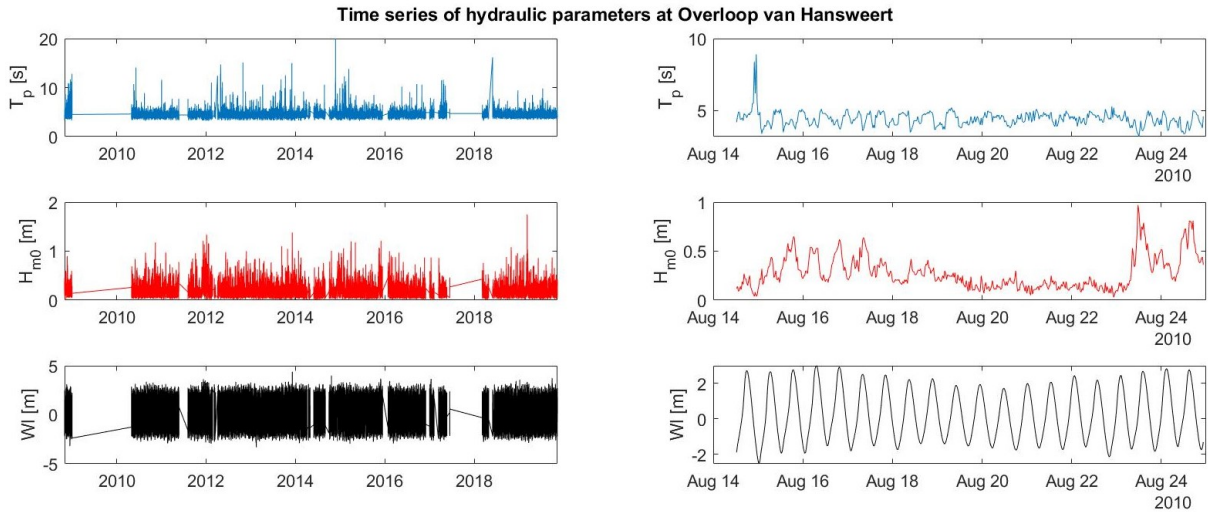 Time series of hydraulic parameters at Overloop van Hansweert
T_p [s]
20
10
0
2010 2012 2014 2016 2018
T_p [s]
10
5
Aug 14 Aug 16 Aug 18 Aug 20 Aug 22 Aug 24
2010
H_m0 [m]
2
1
0
2010 2012 2014 2016 2018
H_m0 [m]
1
0.5
0
Aug 14 Aug 16 Aug 18 Aug 20 Aug 22 Aug 24
2010
Wl [m]
5
0
-5
2010 2012 2014 2016 2018
Wl [m]
2
0
-2
Aug 14 Aug 16 Aug 18 Aug 20 Aug 22 Aug 24
2010